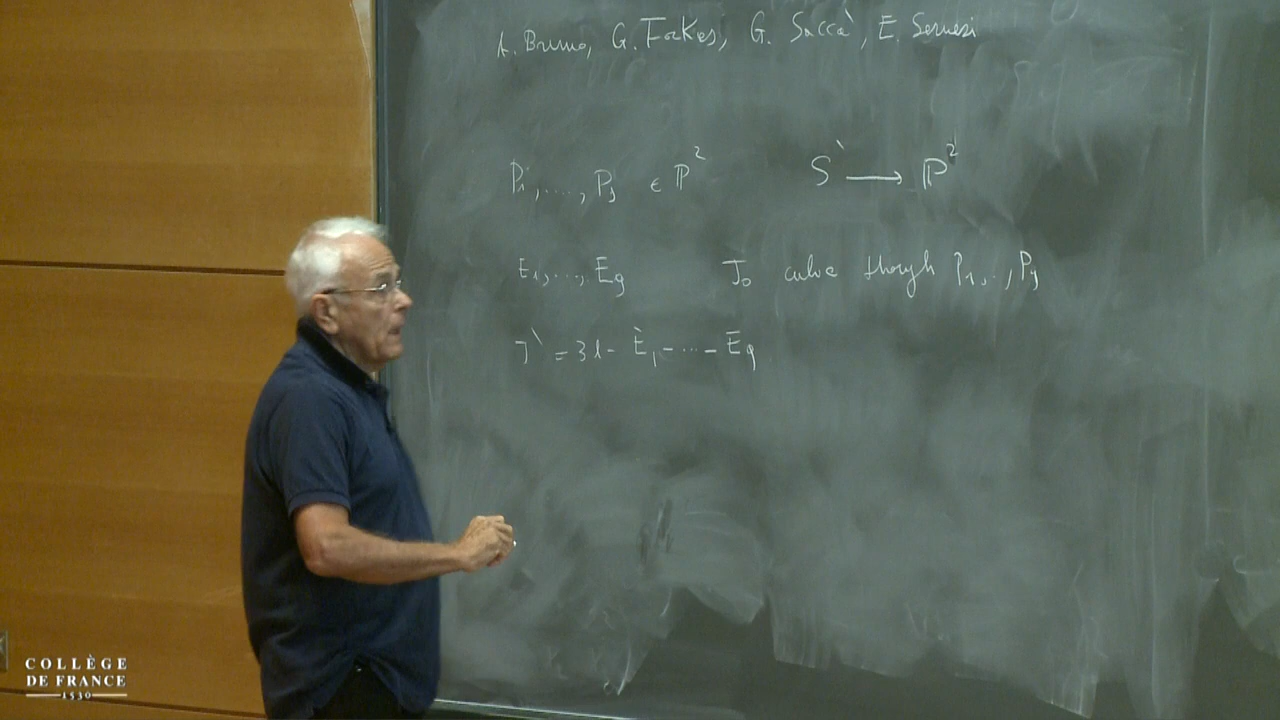 A. Bruno, G. Farkas, G. Saccà, E. Sernesi
P₁, ..., P₉ ∈ ℙ² S' ⟶ ℙ²
E₁, ..., E₉ J₀ cubic through P₁, .., P₉
J' = 3l - E₁ - ... - E₉
COLLÈGE
DE FRANCE
1530